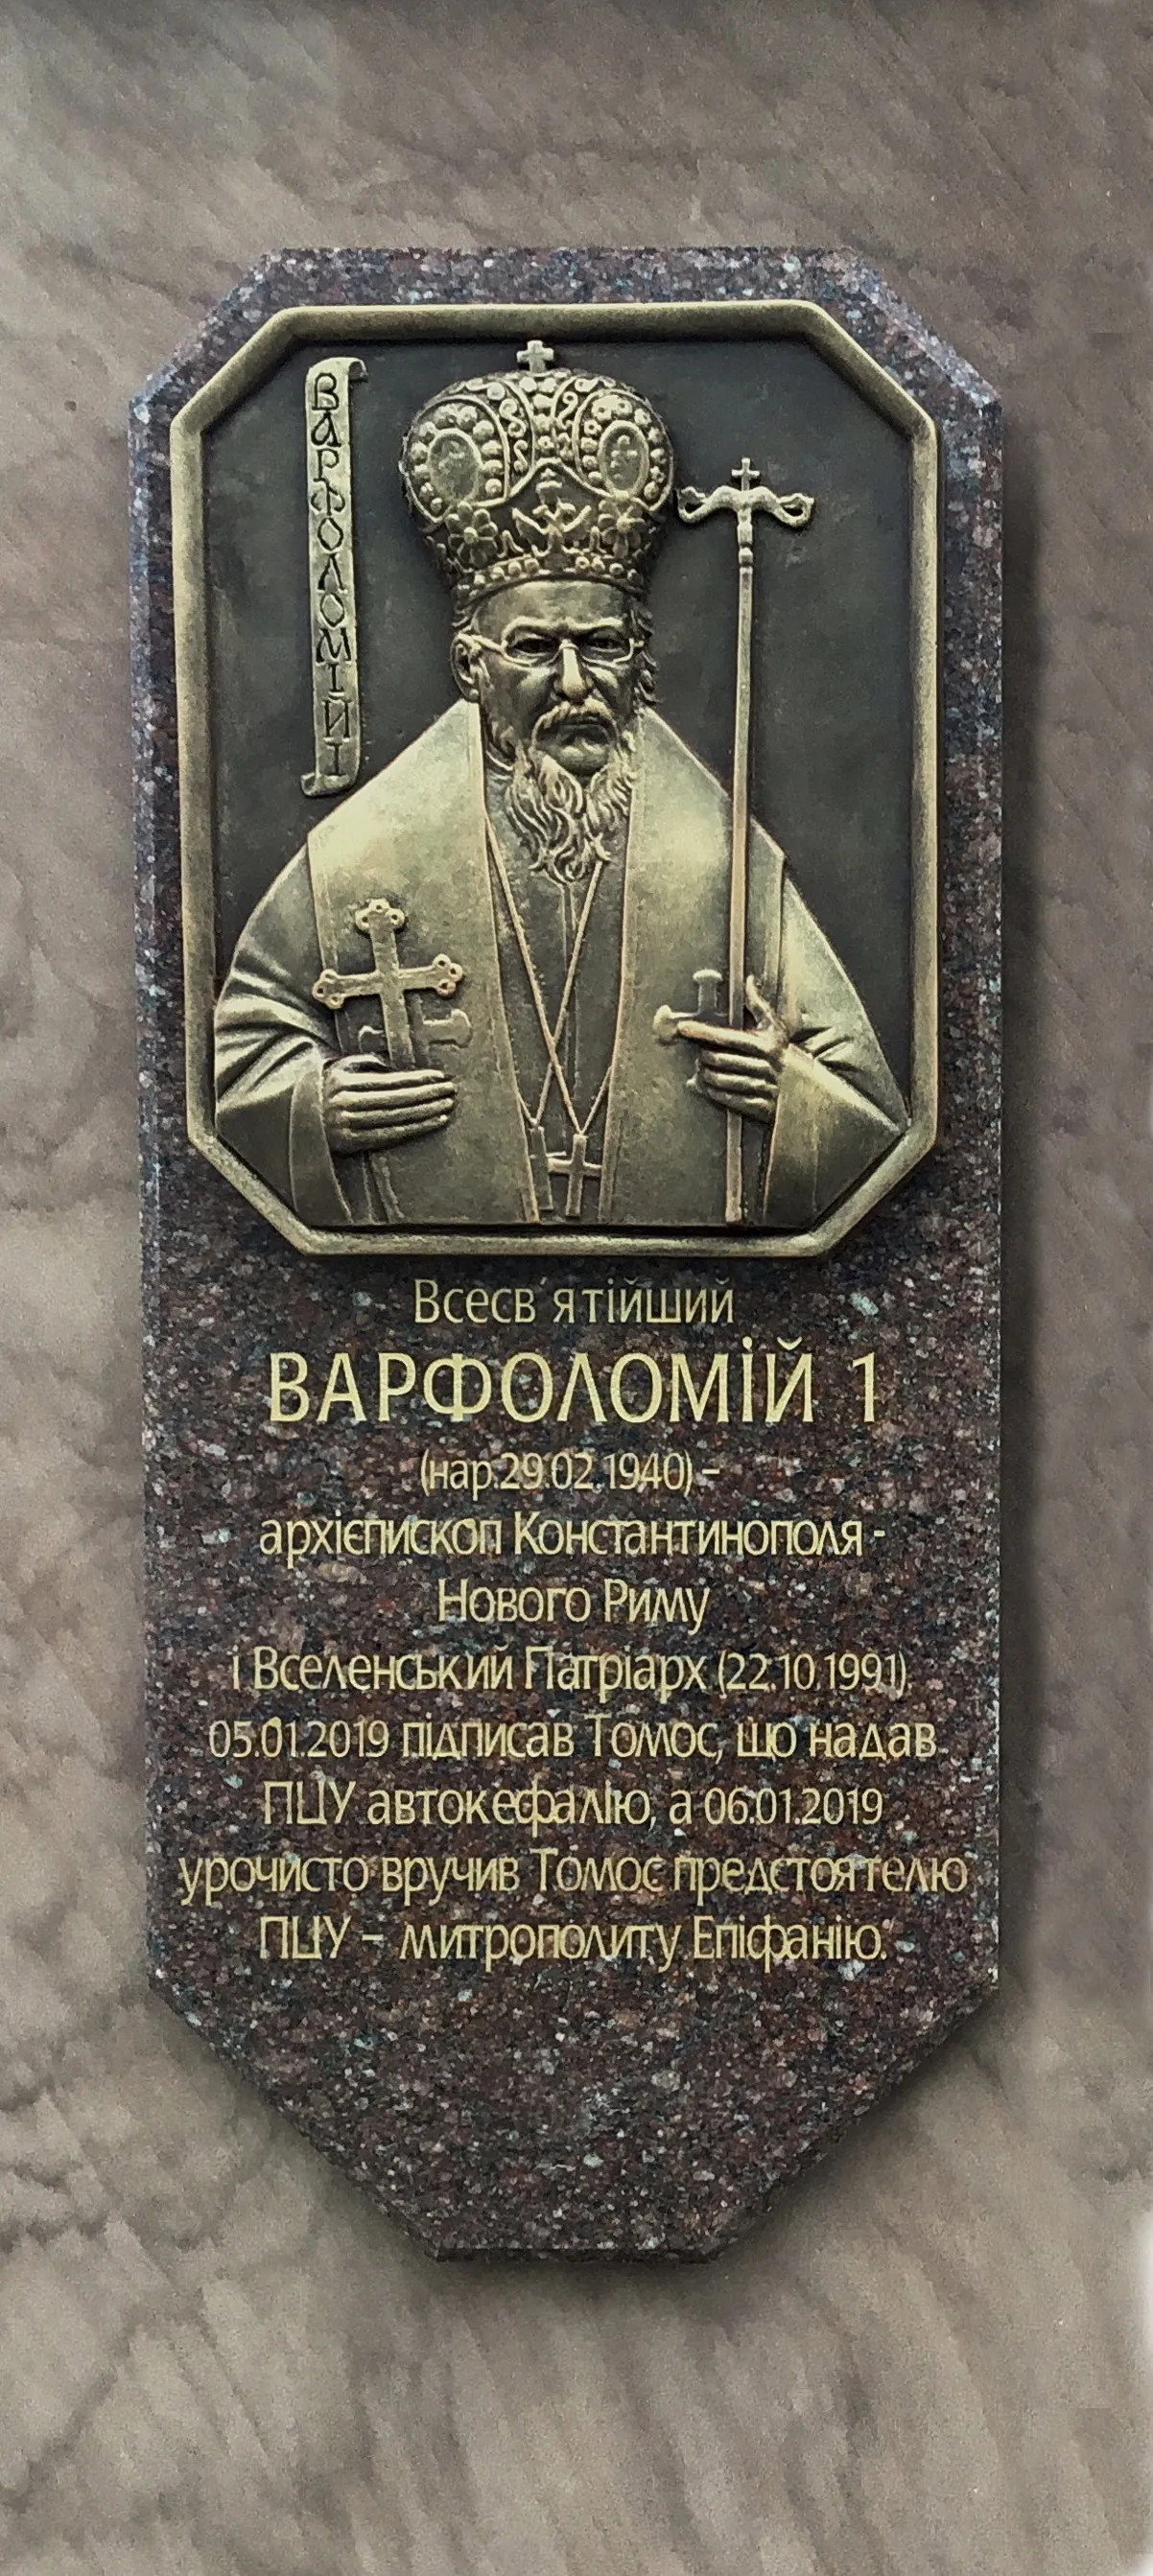 ВАРФОЛОМІЙ І
Всесв'ятійший
ВАРФОЛОМІЙ 1
(нар.29.02.1940) –
архієпископ Константинополя -
Нового Риму
і Вселенський Патріарх (22.10.1991).
05.01.2019 підписав Томос, що надав
ПЦУ автокефалію, а 06.01.2019
урочисто вручив Томос предстоятелю
ПЦУ – митрополиту Епіфанію.